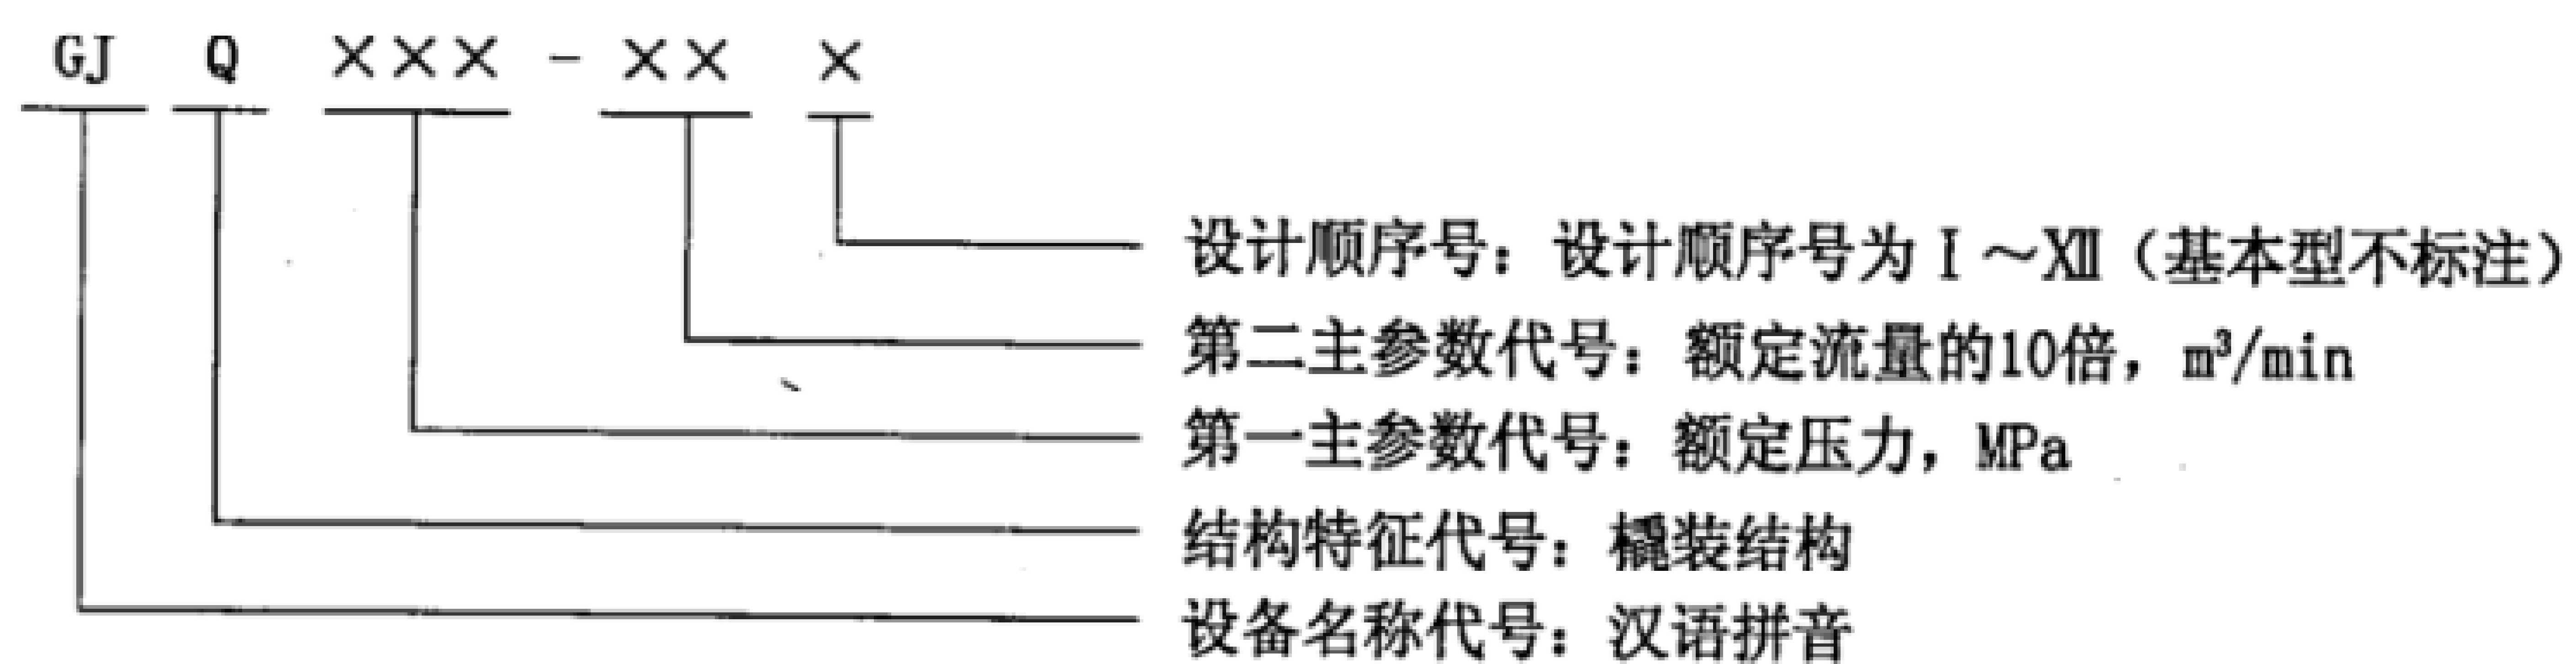 GJ Q ××× - ×× ×
设计顺序号：设计顺序号为Ⅰ～Ⅻ（基本型不标注）
第二主参数代号：额定流量的10倍，m³/min
第一主参数代号：额定压力，MPa
结构特征代号：橇装结构
设备名称代号：汉语拼音